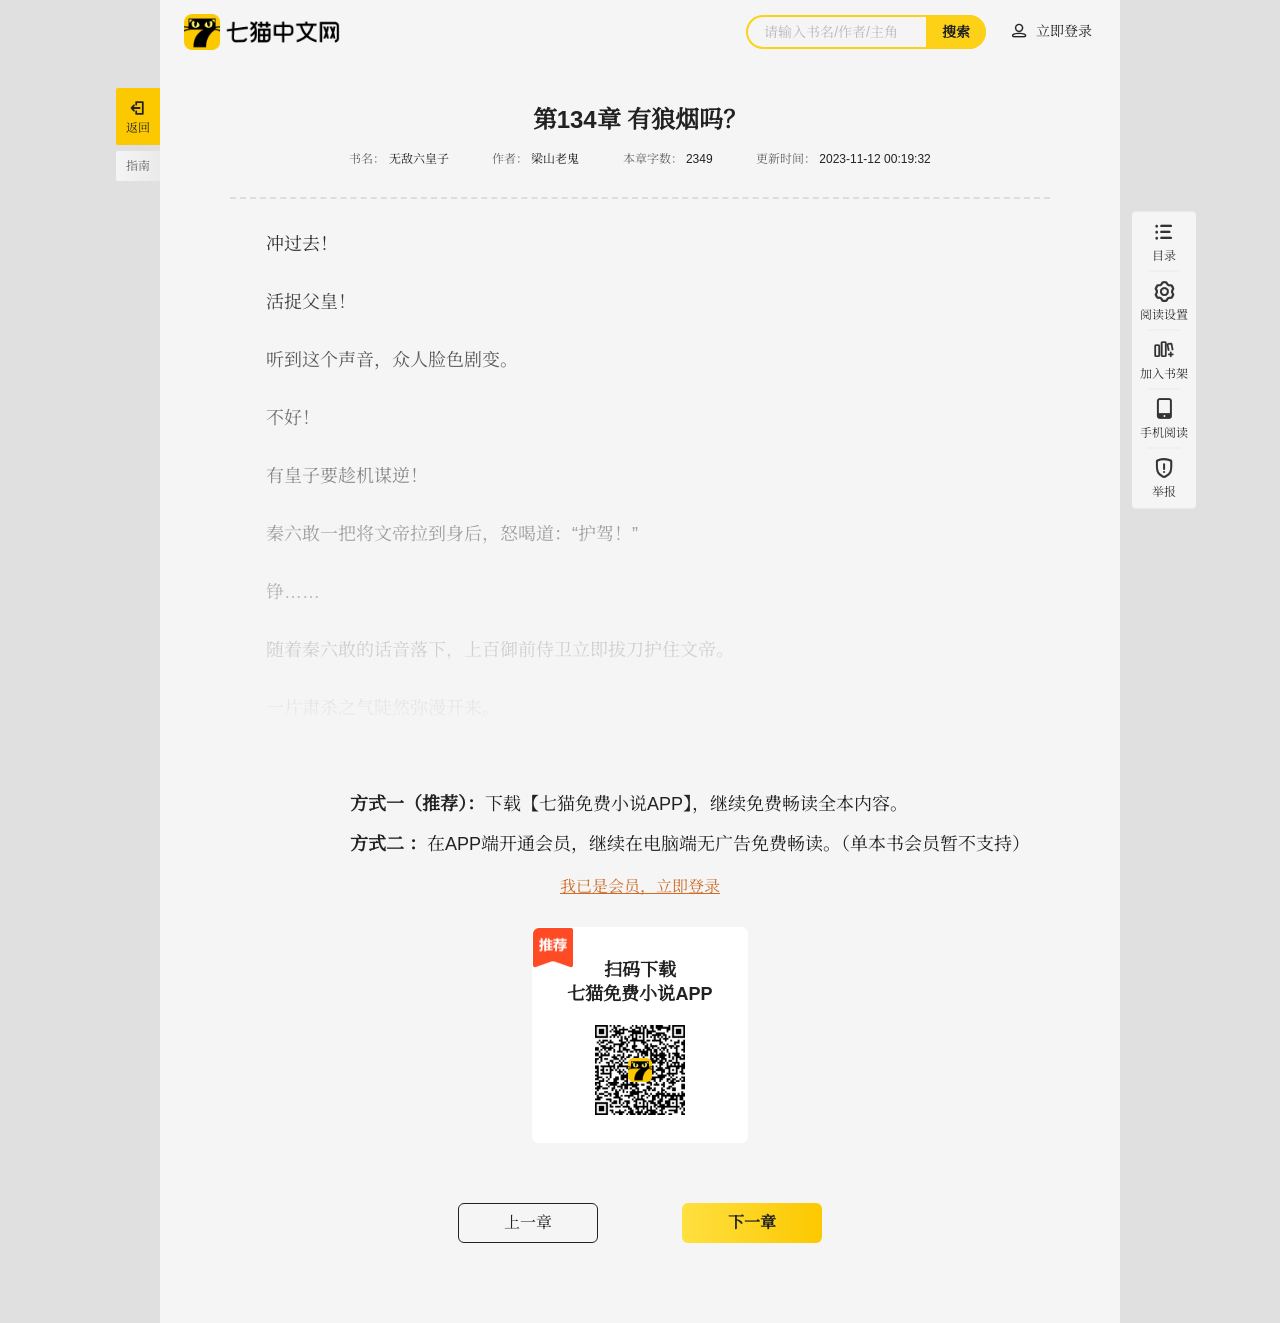 七猫中文网
请输入书名/作者/主角
搜索
立即登录
返回
指南
第134章 有狼烟吗？
书名： 无敌六皇子 作者： 梁山老鬼 本章字数： 2349 更新时间： 2023-11-12 00:19:32
冲过去！
活捉父皇！
听到这个声音，众人脸色剧变。
不好！
有皇子要趁机谋逆！
秦六敢一把将文帝拉到身后，怒喝道：“护驾！”
铮……
随着秦六敢的话音落下，上百御前侍卫立即拔刀护住文帝。
一片肃杀之气陡然弥漫开来。
目录
阅读设置
加入书架
手机阅读
举报
方式一（推荐）：下载【七猫免费小说APP】，继续免费畅读全本内容。
方式二 ：在APP端开通会员，继续在电脑端无广告免费畅读。（单本书会员暂不支持）
我已是会员，立即登录
推荐
扫码下载
七猫免费小说APP
上一章
下一章